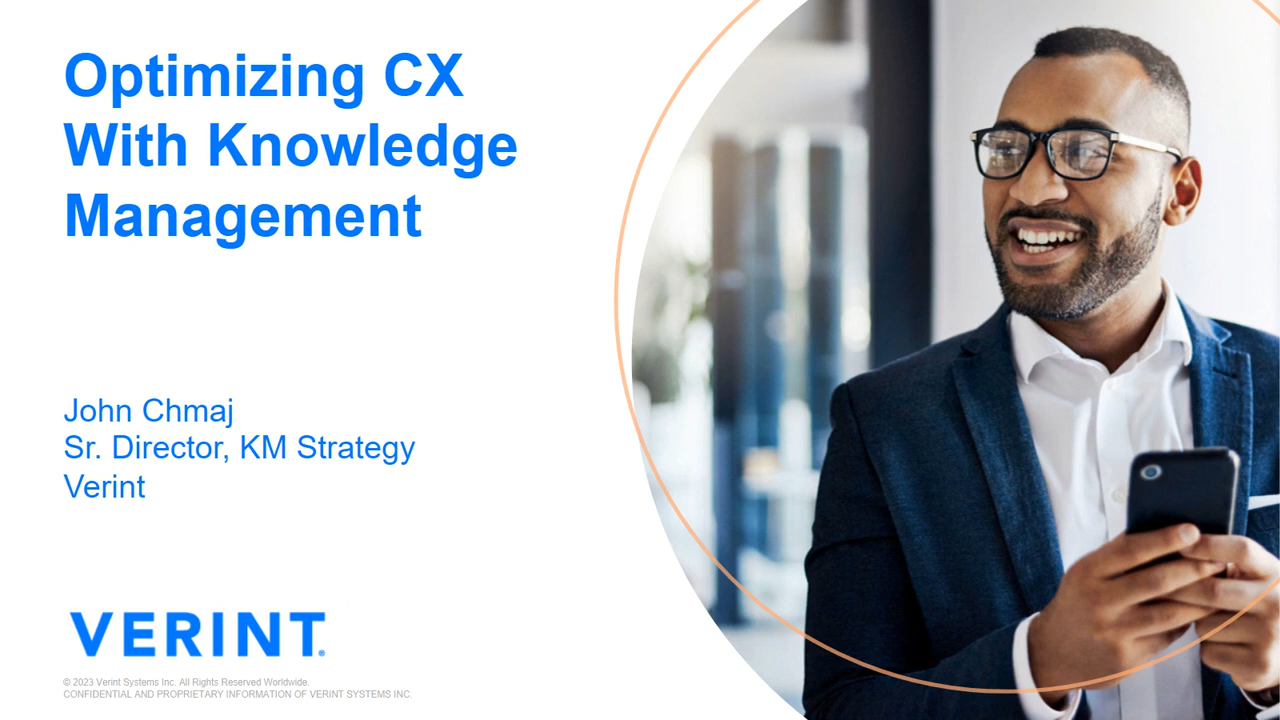 Optimizing CX
With Knowledge
Management
John Chmaj
Sr. Director, KM Strategy
Verint
VERINT.
© 2023 Verint Systems Inc. All Rights Reserved Worldwide.
CONFIDENTIAL AND PROPRIETARY INFORMATION OF VERINT SYSTEMS INC.